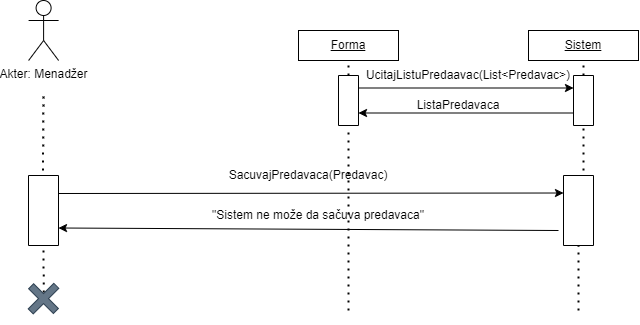 Forma
Sistem
Akter: Menadžer
UcitajListuPredaavac(List<Predavac>)
ListaPredavaca
SacuvajPredavaca(Predavac)
"Sistem ne može da sačuva predavaca"